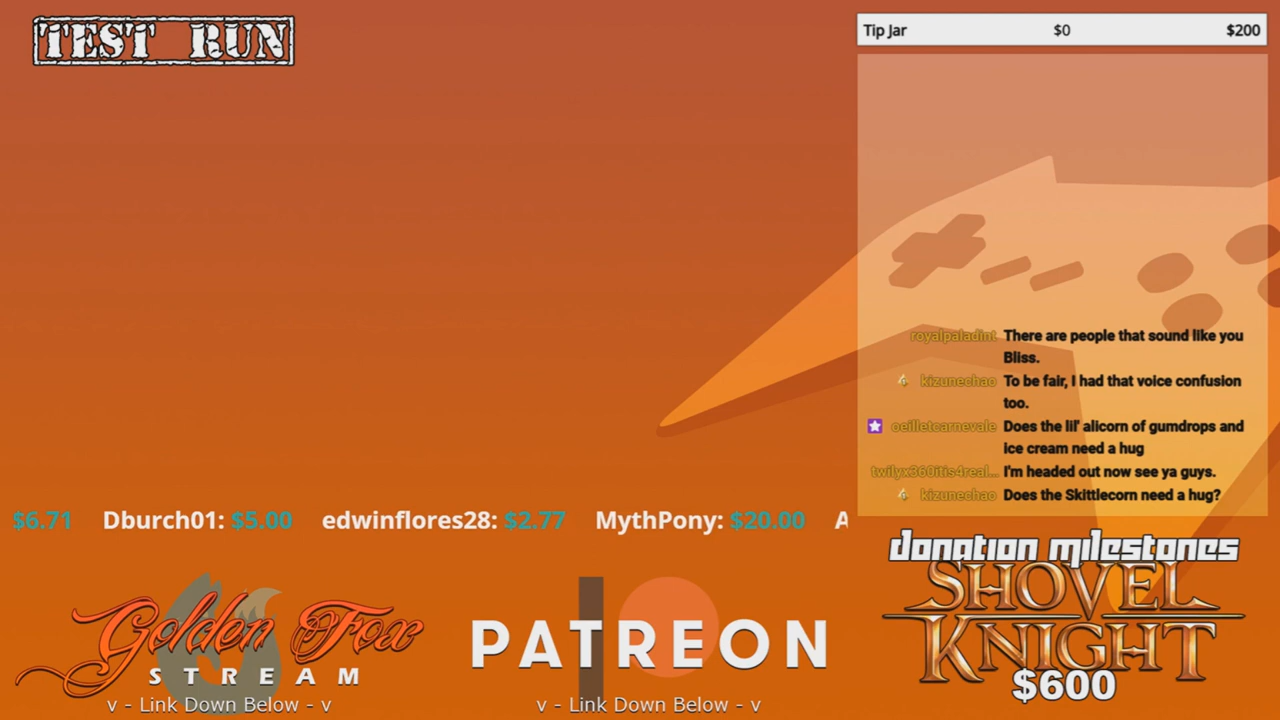 TEST RUN
Tip Jar $0 $200
royalpaladint There are people that sound like you
Bliss.
kizunechao To be fair, I had that voice confusion
too.
oeilletcarnevale Does the lil' alicorn of gumdrops and
ice cream need a hug
twilyx360itis4real... I'm headed out now see ya guys.
kizunechao Does the Skittlecorn need a hug?
$6.71 Dburch01: $5.00 edwinflores28: $2.77 MythPony: $20.00 A
donation milestones
SHOVEL
KNIGHT
$600
Golden Fox
STREAM
v - Link Down Below - v
PATREON
v - Link Down Below - v